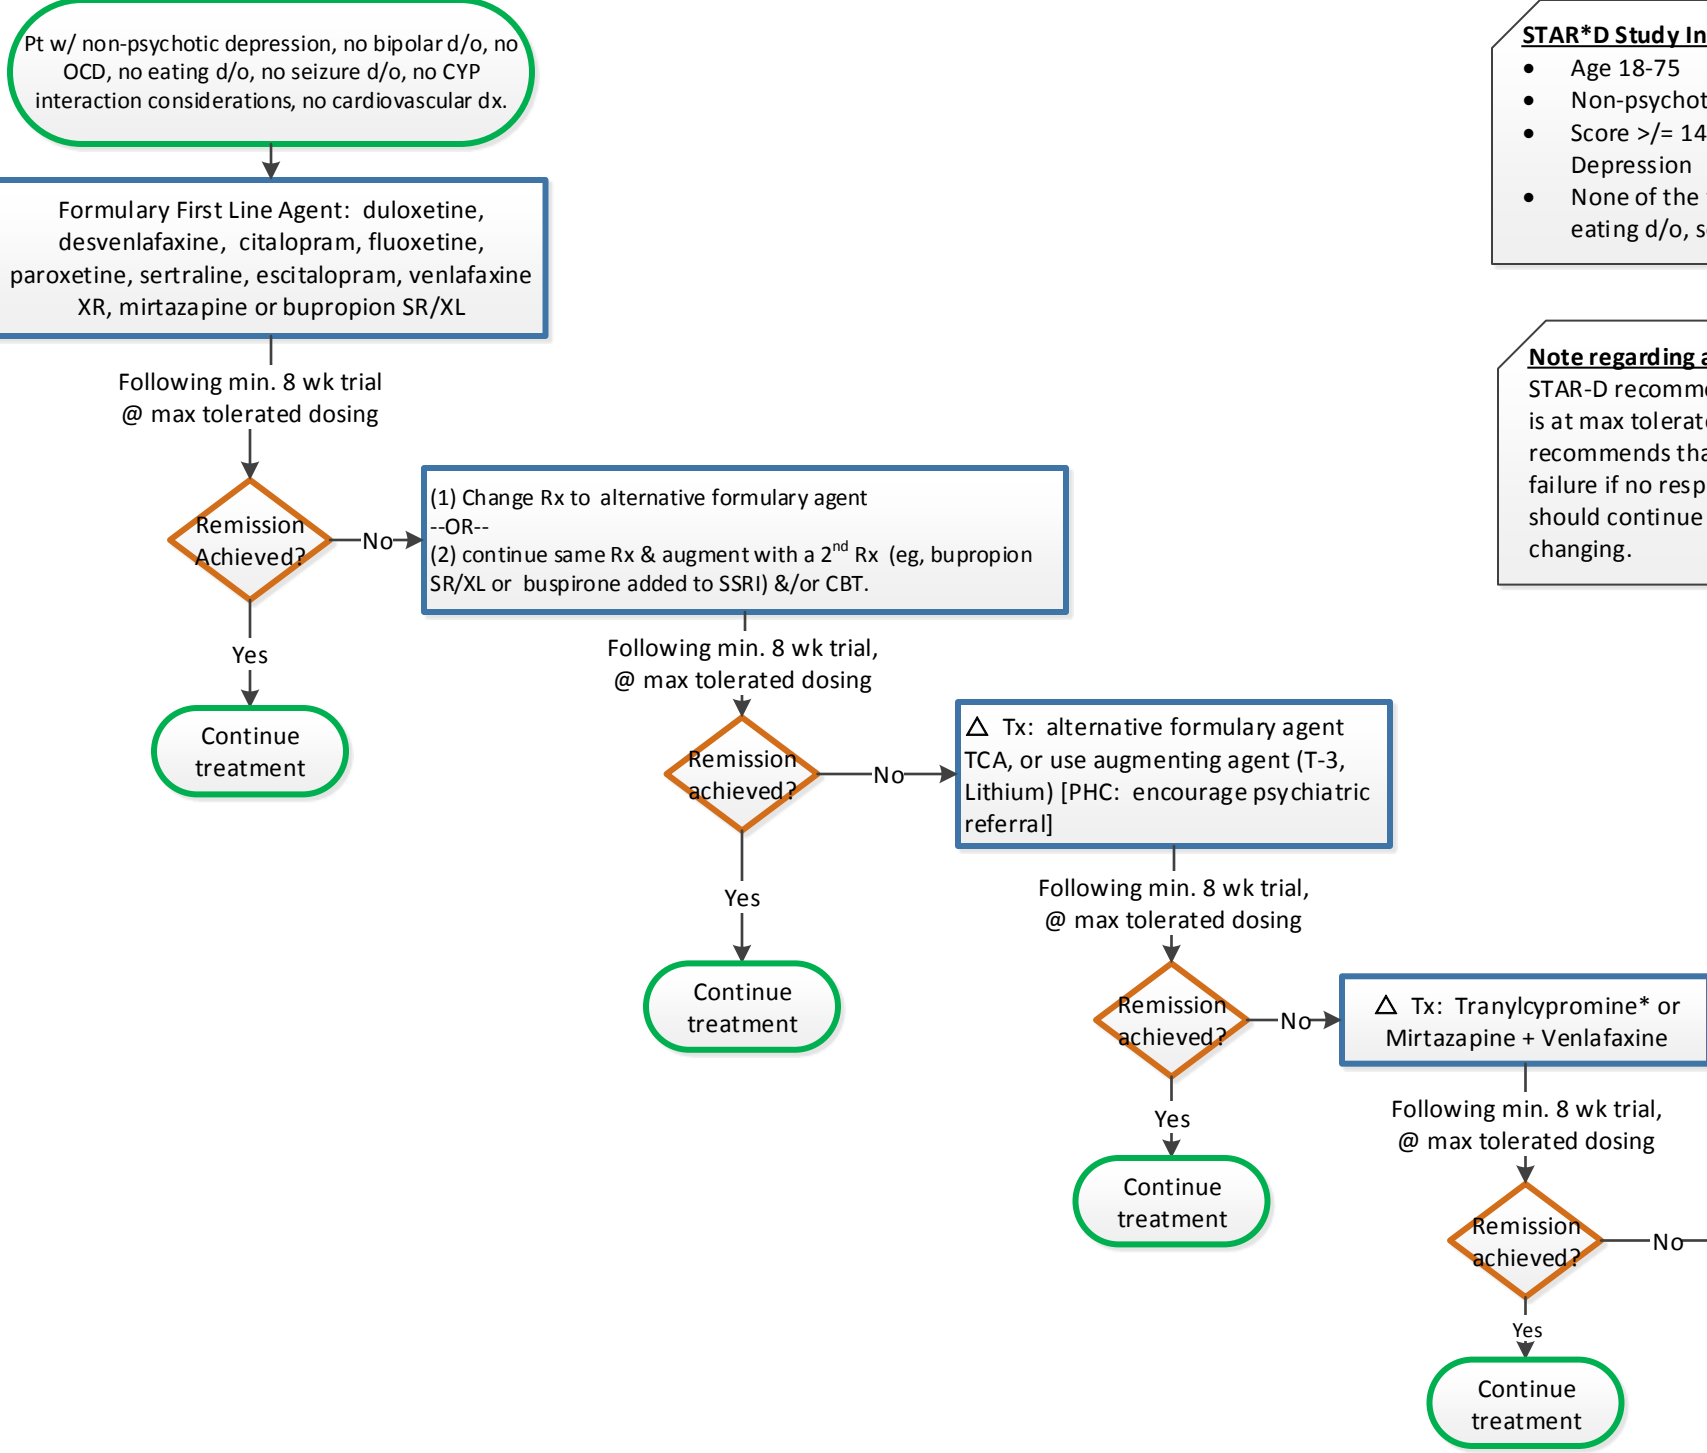 Pt w/ non-psychotic depression, no bipolar d/o, no
OCD, no eating d/o, no seizure d/o, no CYP
interaction considerations, no cardiovascular dx.
Formulary First Line Agent:  duloxetine,
desvenlafaxine,  citalopram, fluoxetine,
paroxetine, sertraline, escitalopram, venlafaxine
XR, mirtazapine or bupropion SR/XL
Following min. 8 wk trial
@ max tolerated dosing
Remission
Achieved?
No
Yes
Continue
treatment
(1) Change Rx to  alternative formulary agent
--OR--
(2) continue same Rx & augment with a 2nd Rx  (eg, bupropion
SR/XL or  buspirone added to SSRI) &/or CBT.
Following min. 8 wk trial,
@ max tolerated dosing
Remission
achieved?
No
Yes
Continue
treatment
△ Tx:  alternative formulary agent
TCA, or use augmenting agent (T-3,
Lithium) [PHC:  encourage psychiatric
referral]
Following min. 8 wk trial,
@ max tolerated dosing
Remission
achieved?
No
Yes
Continue
treatment
△ Tx:  Tranylcypromine* or
Mirtazapine + Venlafaxine
Following min. 8 wk trial,
@ max tolerated dosing
Remission
achieved?
No
Yes
Continue
treatment
STAR*D Study In
• Age 18-75
• Non-psychot
• Score >/= 14
Depression
• None of the
eating d/o, s
Note regarding a
STAR-D recomme
is at max tolerat
recommends tha
failure if no resp
should continue
changing.